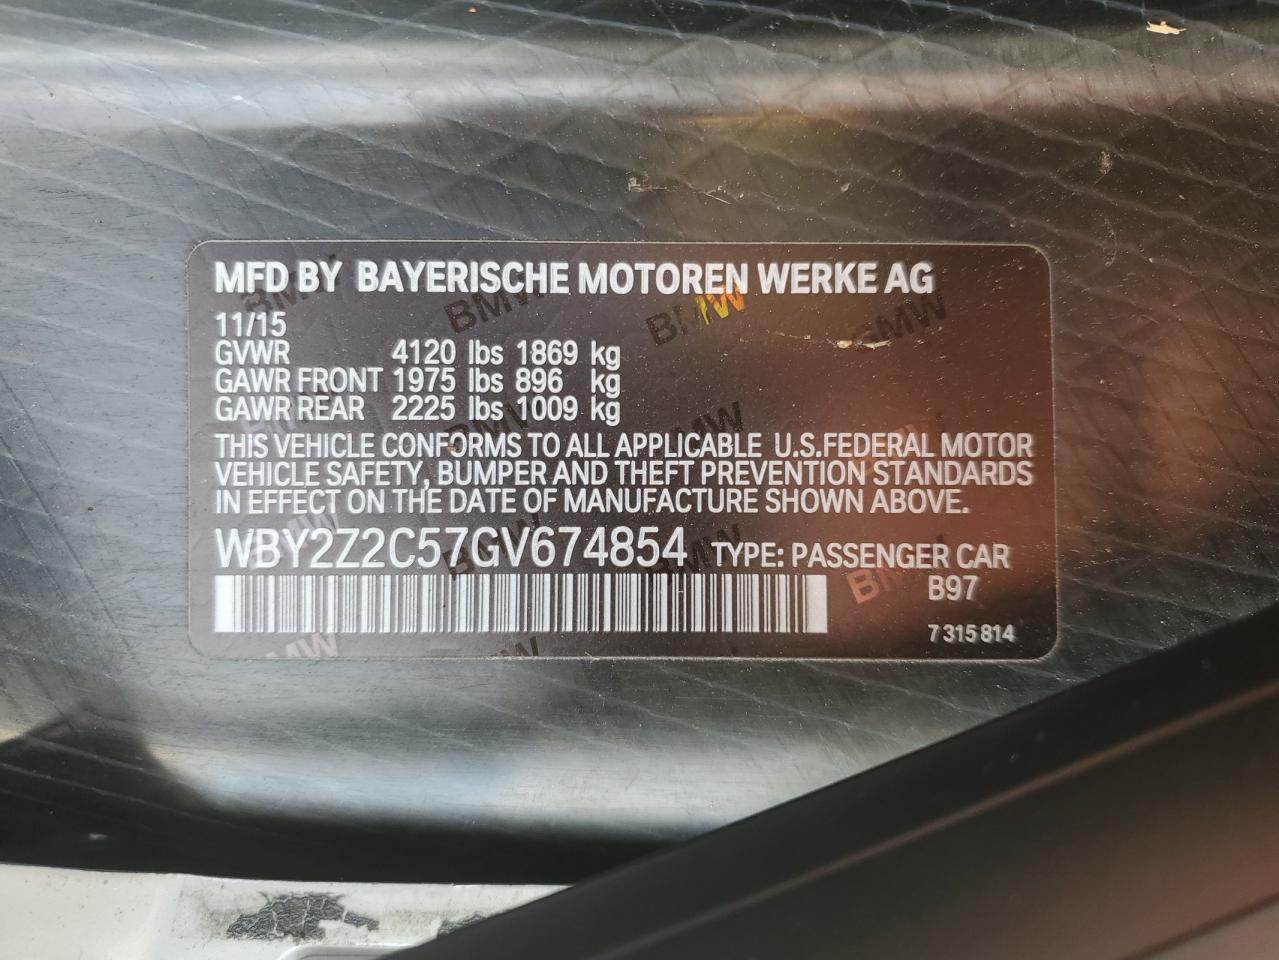 MFD BY BAYERISCHE MOTOREN WERKE AG
11/15
GVWR 4120 lbs 1869 kg
GAWR FRONT 1975 lbs 896 kg
GAWR REAR 2225 lbs 1009 kg
THIS VEHICLE CONFORMS TO ALL APPLICABLE U.S.FEDERAL MOTOR
VEHICLE SAFETY, BUMPER AND THEFT PREVENTION STANDARDS
IN EFFECT ON THE DATE OF MANUFACTURE SHOWN ABOVE.
WBY2Z2C57GV674854 TYPE: PASSENGER CAR
B97
7 315 814